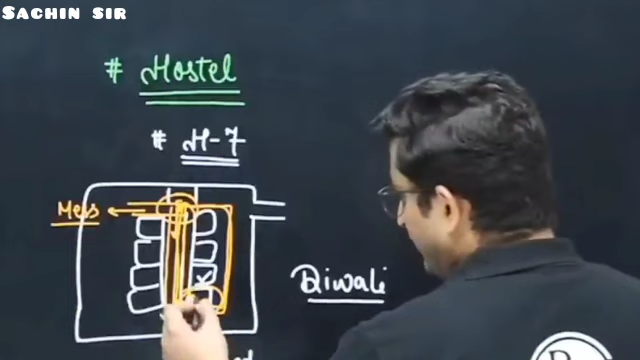 SACHIN SIR
# Hostel
# H-7
Mess
Diwali